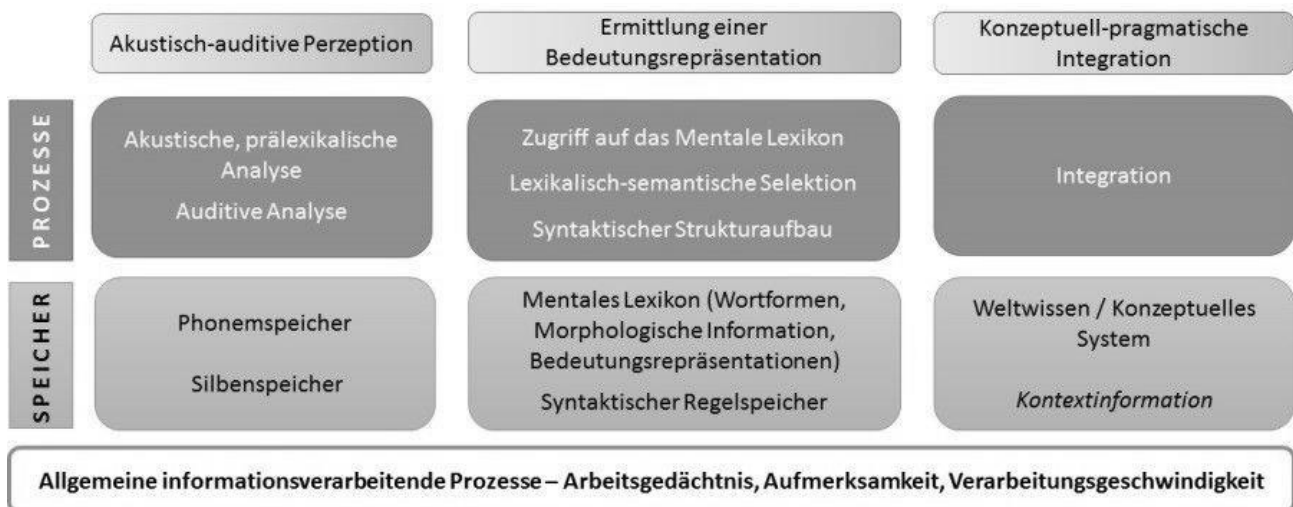 Akustisch-auditive Perzeption
Ermittlung einer
Bedeutungsrepräsentation
Konzeptuell-pragmatische
Integration
PROZESSE
Akustische, prälexikalische
Analyse
Auditive Analyse
Zugriff auf das Mentale Lexikon
Lexikalisch-semantische Selektion
Syntaktischer Strukturaufbau
Integration
SPEICHER
Phonemspeicher
Silbenspeicher
Mentales Lexikon (Wortformen,
Morphologische Information,
Bedeutungsrepräsentationen)
Syntaktischer Regelspeicher
Weltwissen / Konzeptuelles
System
Kontextinformation
Allgemeine informationsverarbeitende Prozesse – Arbeitsgedächtnis, Aufmerksamkeit, Verarbeitungsgeschwindigkeit